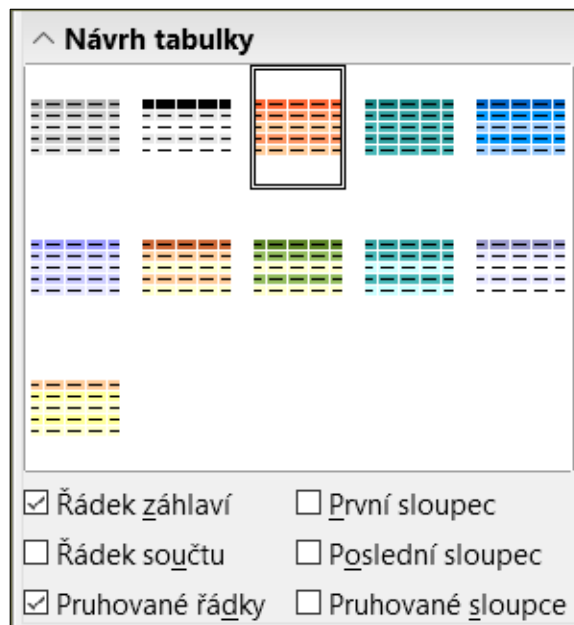 Návrh tabulky
Řádek záhlaví
První sloupec
Řádek součtu
Poslední sloupec
Pruhované řádky
Pruhované sloupce